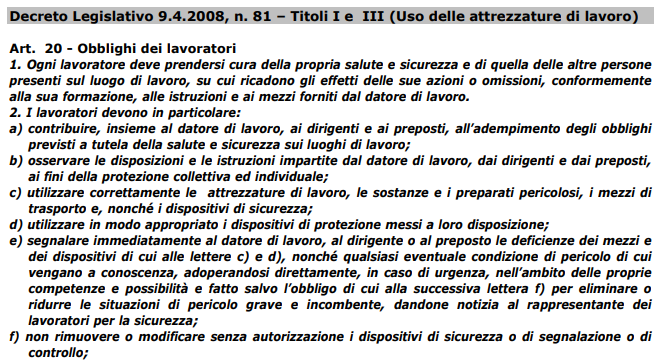 Decreto Legislativo 9.4.2008, n. 81 – Titoli I e III (Uso delle attrezzature di lavoro)
Art. 20 - Obblighi dei lavoratori
1. Ogni lavoratore deve prendersi cura della propria salute e sicurezza e di quella delle altre persone
presenti sul luogo di lavoro, su cui ricadono gli effetti delle sue azioni o omissioni, conformemente
alla sua formazione, alle istruzioni e ai mezzi forniti dal datore di lavoro.
2. I lavoratori devono in particolare:
a) contribuire, insieme al datore di lavoro, ai dirigenti e ai preposti, all’adempimento degli obblighi
previsti a tutela della salute e sicurezza sui luoghi di lavoro;
b) osservare le disposizioni e le istruzioni impartite dal datore di lavoro, dai dirigenti e dai preposti,
ai fini della protezione collettiva ed individuale;
c) utilizzare correttamente le attrezzature di lavoro, le sostanze e i preparati pericolosi, i mezzi di
trasporto e, nonché i dispositivi di sicurezza;
d) utilizzare in modo appropriato i dispositivi di protezione messi a loro disposizione;
e) segnalare immediatamente al datore di lavoro, al dirigente o al preposto le deficienze dei mezzi e
dei dispositivi di cui alle lettere c) e d), nonché qualsiasi eventuale condizione di pericolo di cui
vengano a conoscenza, adoperandosi direttamente, in caso di urgenza, nell’ambito delle proprie
competenze e possibilità e fatto salvo l’obbligo di cui alla successiva lettera f) per eliminare o
ridurre le situazioni di pericolo grave e incombente, dandone notizia al rappresentante dei
lavoratori per la sicurezza;
f) non rimuovere o modificare senza autorizzazione i dispositivi di sicurezza o di segnalazione o di
controllo;